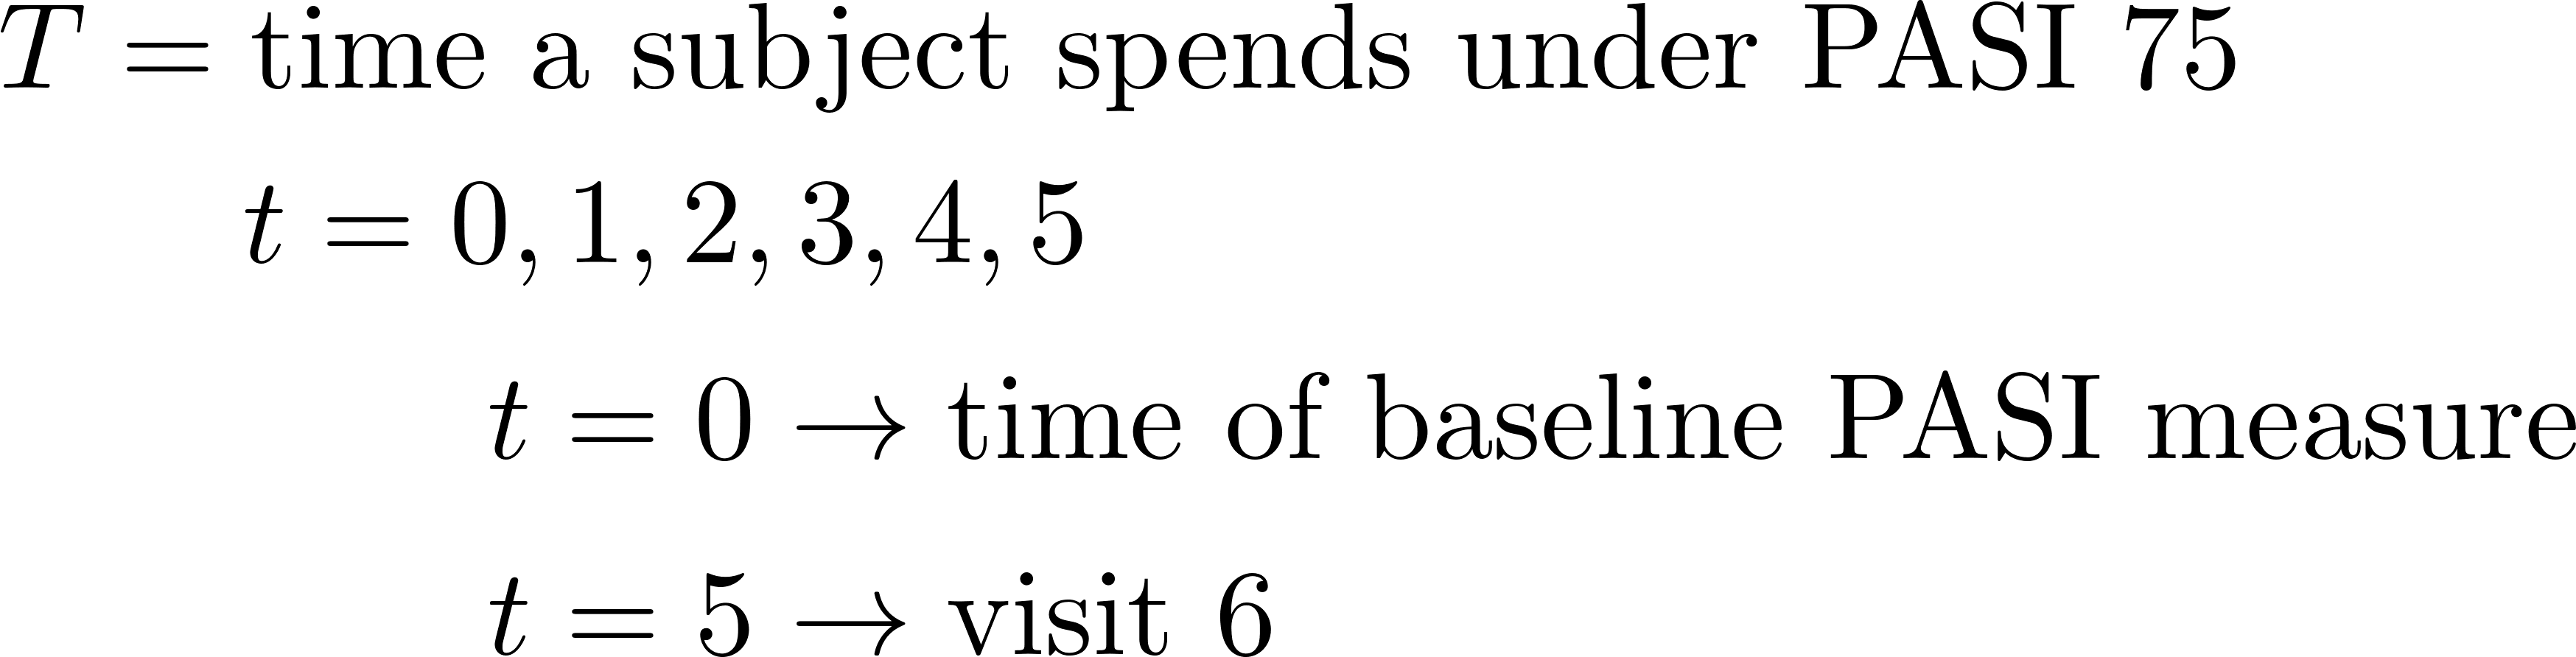 T = time a subject spends under PASI 75
t = 0, 1, 2, 3, 4, 5
t = 0 → time of baseline PASI measure
t = 5 → visit 6